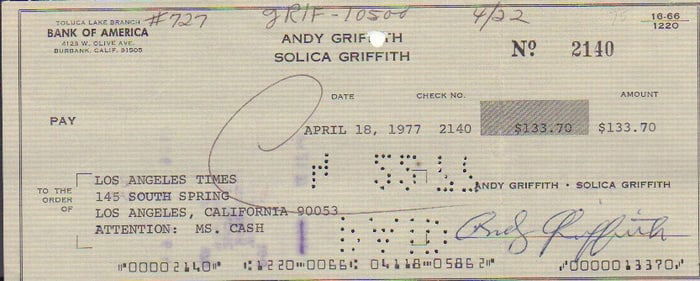 #727 GRIF-10500 4/22
TOLUCA LAKE BRANCH
BANK OF AMERICA
4123 W. OLIVE AVE.
BURBANK, CALIF. 91505
ANDY GRIFFITH
SOLICA GRIFFITH
16-66
1220
Nº 2140
DATE CHECK NO. AMOUNT
PAY
APRIL 18, 1977 2140 $133.70 $133.70
TO THE
ORDER
OF
LOS ANGELES TIMES
145 SOUTH SPRING
LOS ANGELES, CALIFORNIA 90053
ATTENTION: MS. CASH
ANDY GRIFFITH · SOLICA GRIFFITH
Andy Griffith
⑈00002140⑈ ⑆1220⑉0066⑆ 04118⑉05862⑈ ⑈0000013370⑈